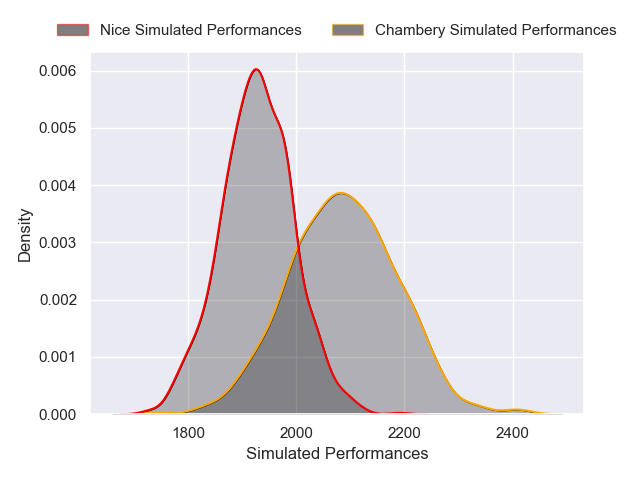 Nice Simulated Performances Chambery Simulated Performances
0.006
0.005
0.004
0.003
0.002
0.001
0.000
Density
1800 2000 2200 2400
Simulated Performances